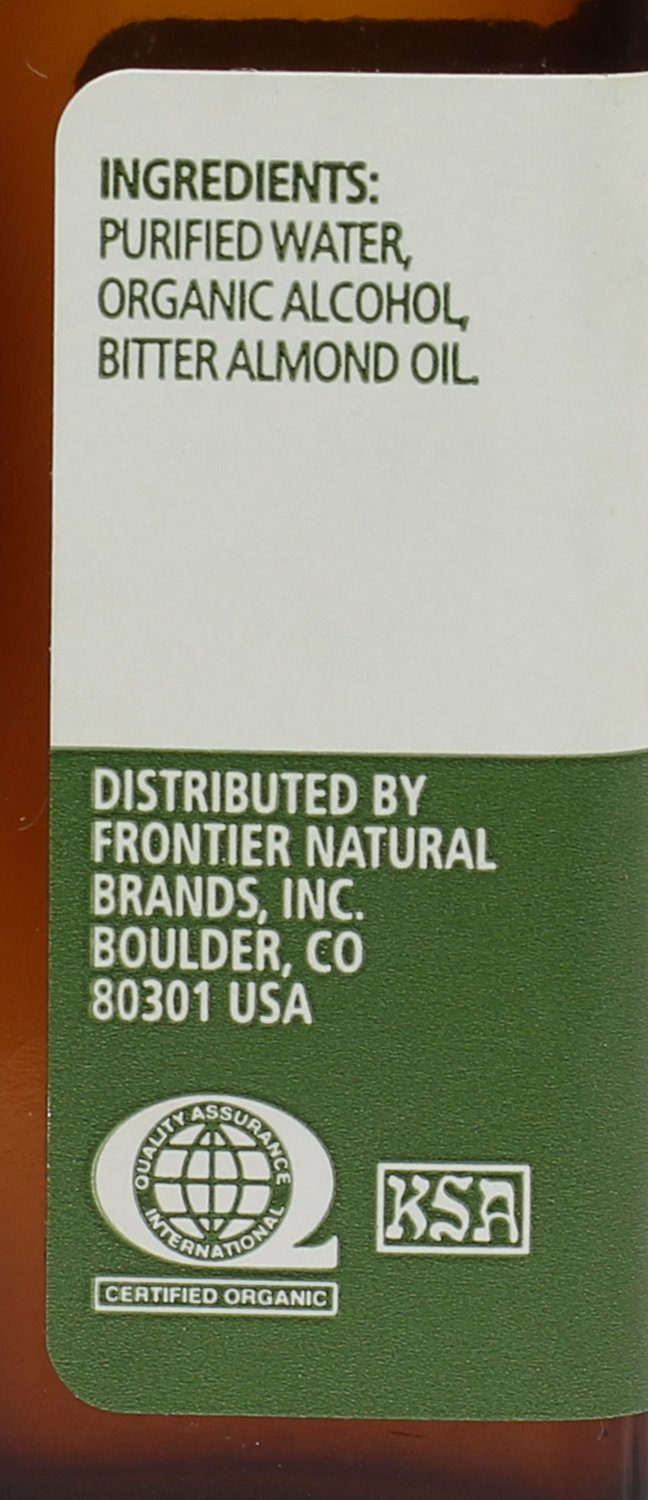 INGREDIENTS:
PURIFIED WATER,
ORGANIC ALCOHOL,
BITTER ALMOND OIL.
DISTRIBUTED BY
FRONTIER NATURAL
BRANDS, INC.
BOULDER, CO
80301 USA
QUALITY ASSURANCE
INTERNATIONAL
CERTIFIED ORGANIC
KSA